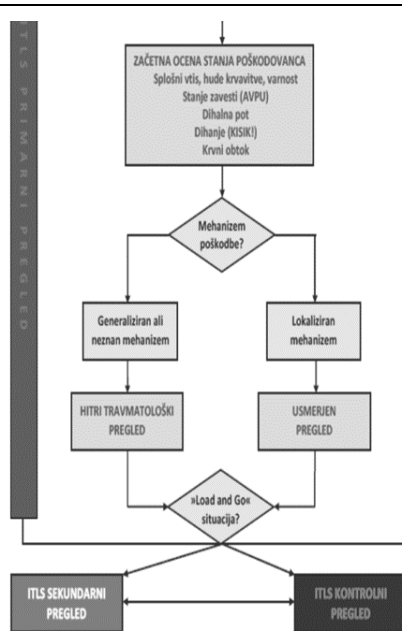 ITLS PRIMARNI PREGLED
ZAČETNA OCENA STANJA POŠKODOVANCA
Splošni vtis, hude krvavitve, varnost
Stanje zavesti (AVPU)
Dihalna pot
Dihanje (KISIK!)
Krvni obtok
Mehanizem
poškodbe?
Generaliziran ali
neznan mehanizem
Lokaliziran
mehanizem
HITRI TRAVMATOLOŠKI
PREGLED
USMERJEN
PREGLED
»Load and Go«
situacija?
ITLS SEKUNDARNI
PREGLED
ITLS KONTROLNI
PREGLED